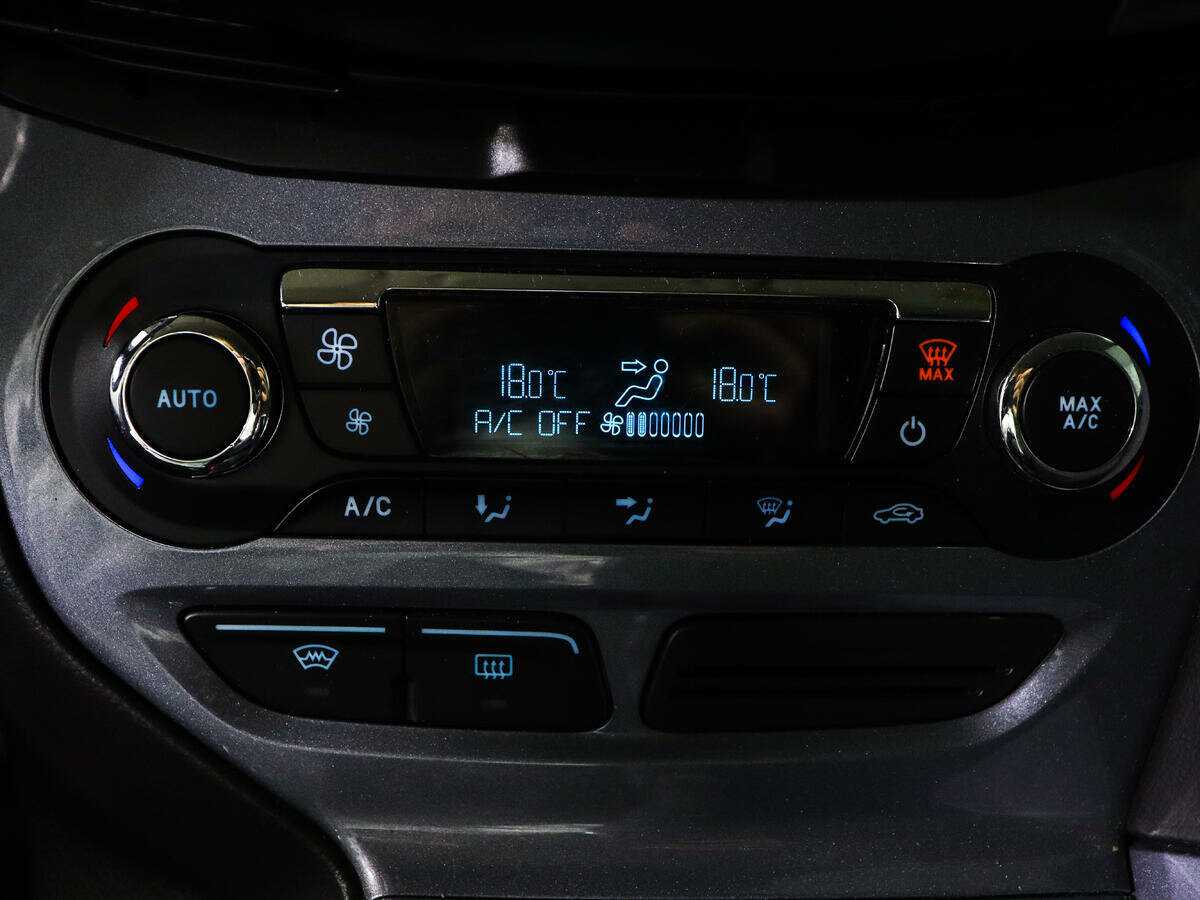 AUTO
18.0°C 18.0°C
A/C OFF
MAX
MAX
A/C
A/C